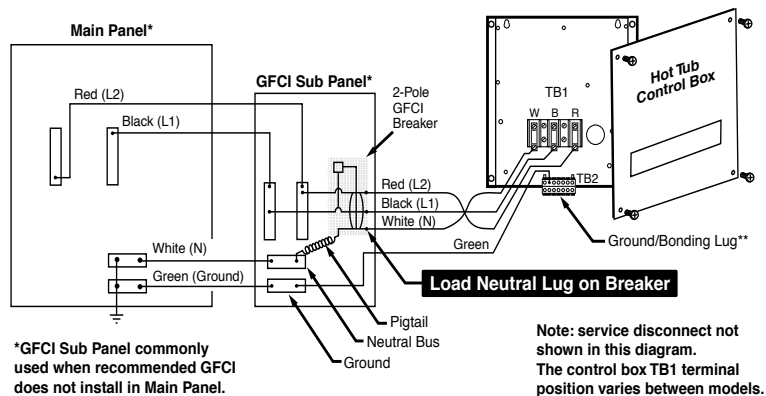 Main Panel*
Red (L2)
Black (L1)
White (N)
Green (Ground)
GFCI Sub Panel*
2-Pole
GFCI
Breaker
Red (L2)
Black (L1)
White (N)
Green
TB1
W B R
TB2
Hot Tub
Control Box
Ground/Bonding Lug**
Load Neutral Lug on Breaker
Pigtail
Neutral Bus
Ground
*GFCI Sub Panel commonly
used when recommended GFCI
does not install in Main Panel.
Note: service disconnect not
shown in this diagram.
The control box TB1 terminal
position varies between models.